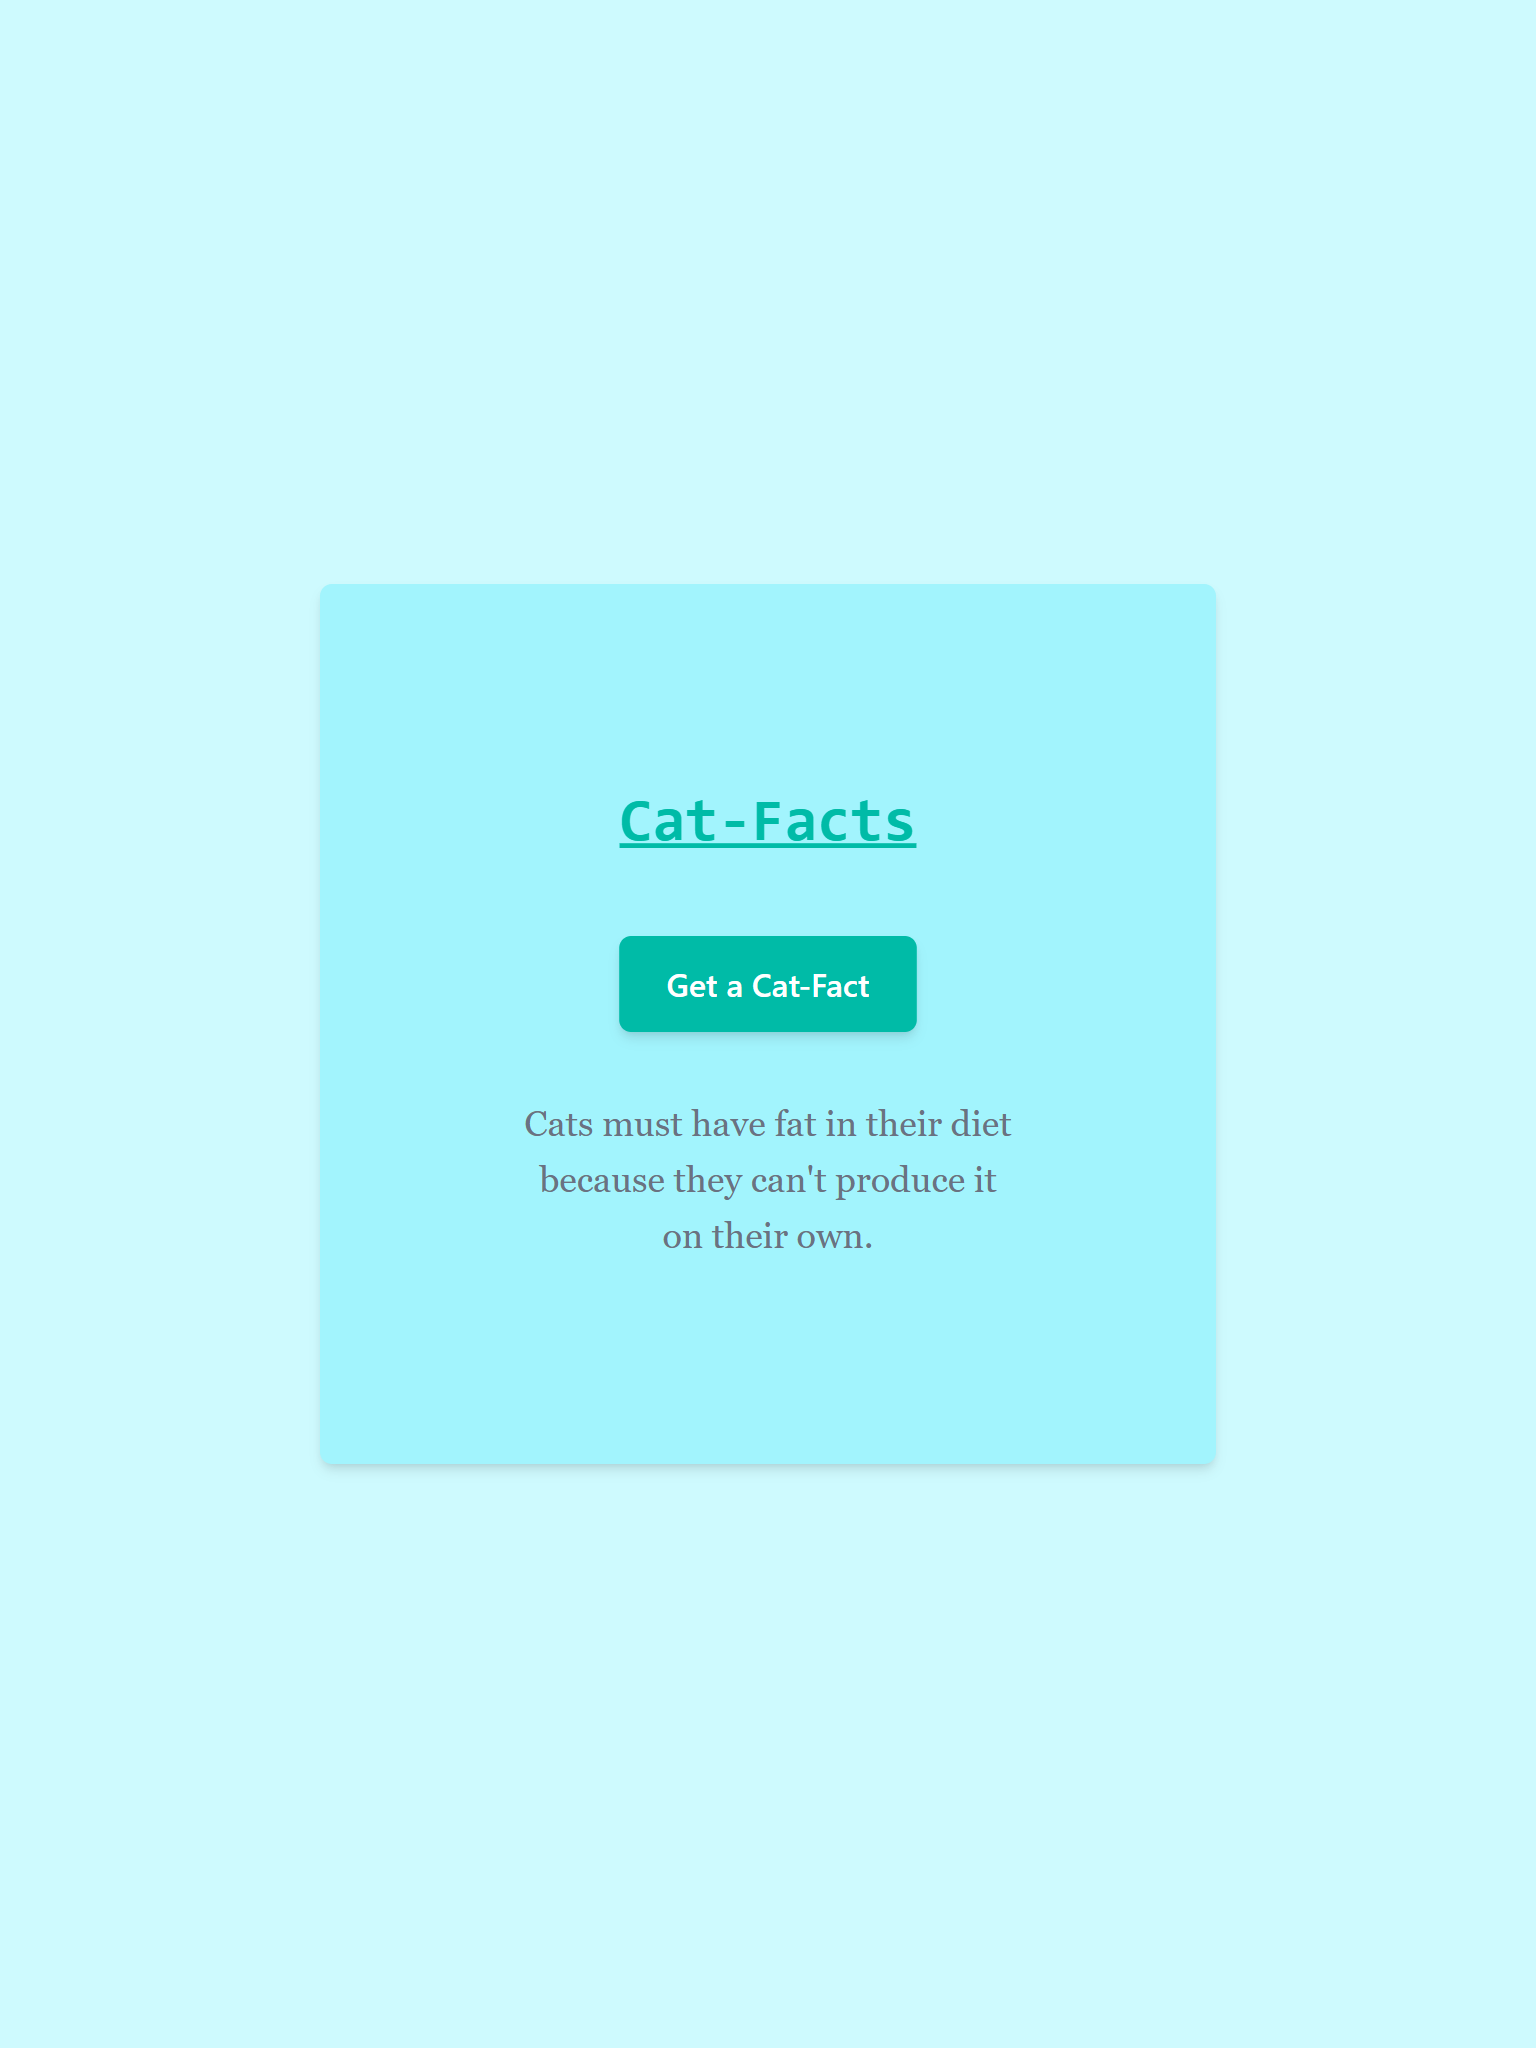 Cat-Facts
Get a Cat-Fact
Cats must have fat in their diet
because they can't produce it
on their own.